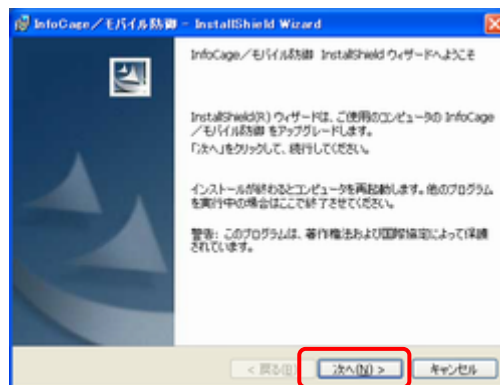 InfoCage／モバイル防御 - InstallShield Wizard
InfoCage／モバイル防御 InstallShield ウィザードへようこそ
InstallShield(R) ウィザードは、ご使用のコンピュータの InfoCage
／モバイル防御 をアップグレードします。
「次へ」をクリックして、続行してください。
インストールが終わるとコンピュータを再起動します。他のプログラム
を実行中の場合はここで終了させてください。
警告: このプログラムは、著作権法および国際協定によって保護
されています。
< 戻る(B)
次へ(N) >
キャンセル